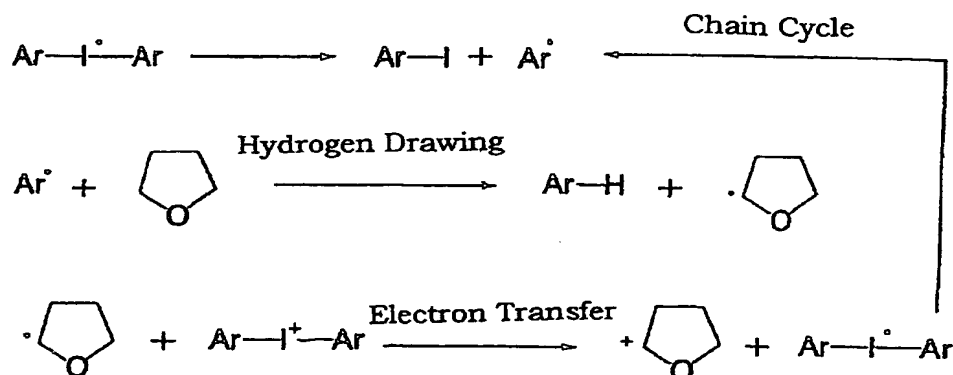 Chain Cycle
Ar—I•—Ar → Ar—I + Ar•
Hydrogen Drawing
Ar• + O → Ar—H + • O
Electron Transfer
• O + Ar—I+—Ar → + O + Ar—I•—Ar